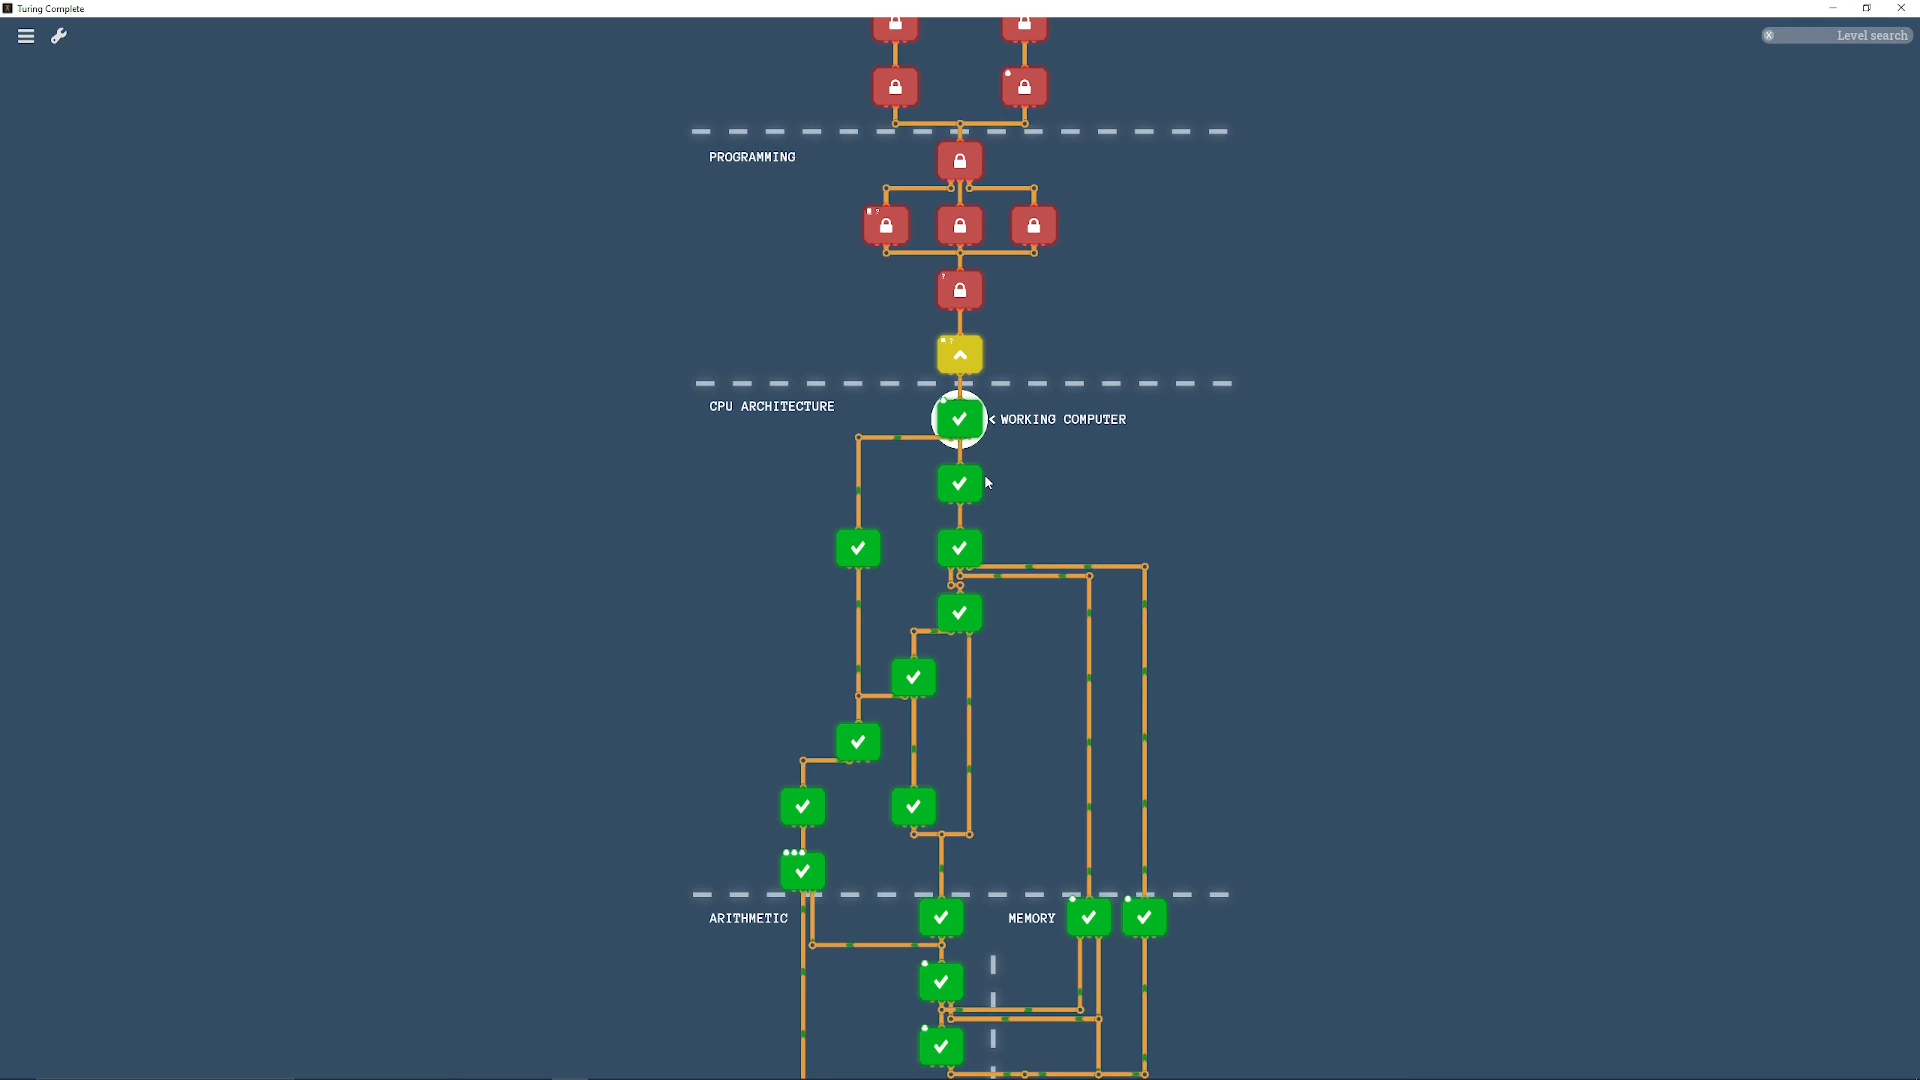 Turing Complete
Level search
PROGRAMMING
CPU ARCHITECTURE
< WORKING COMPUTER
ARITHMETIC
MEMORY